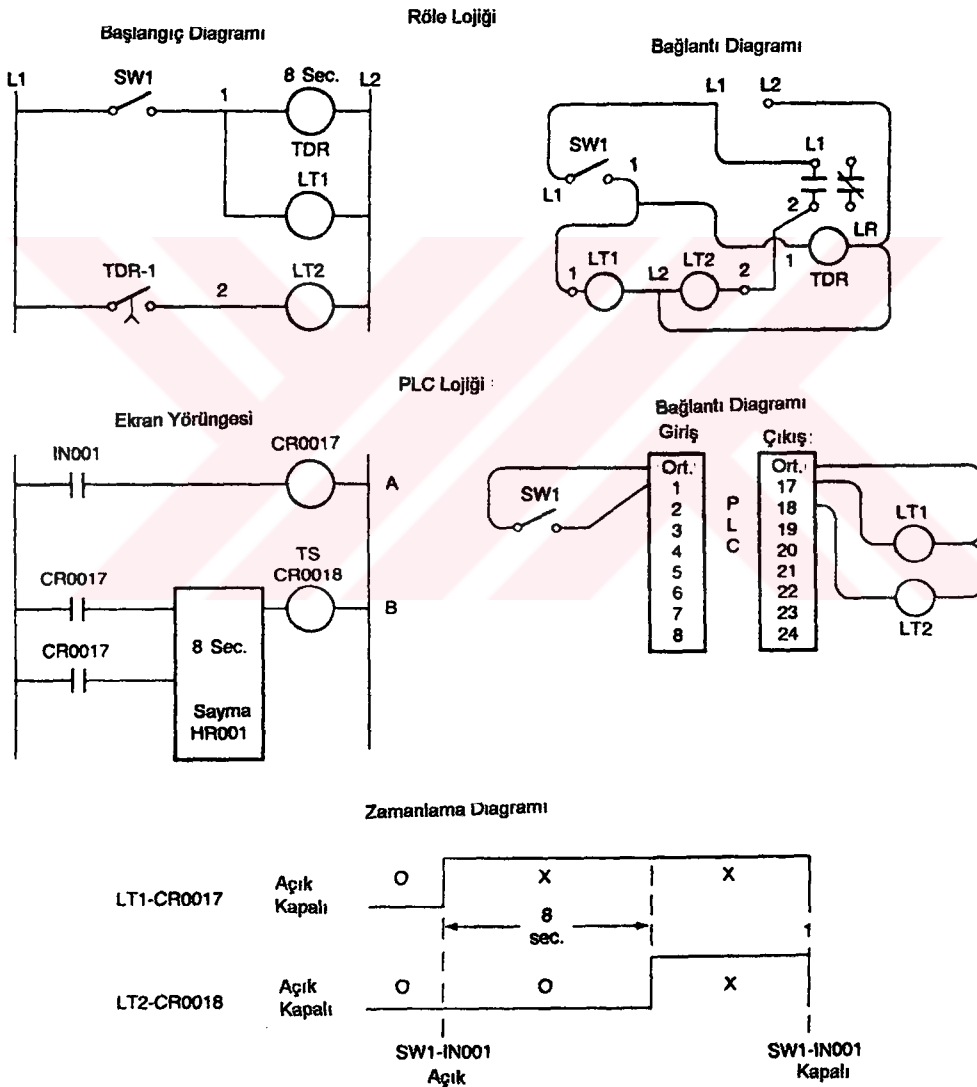 Röle Lojiği
Başlangıç Diagramı
L1
SW1
1
8 Sec.
L2
TDR
LT1
TDR-1
2
LT2
Bağlantı Diagramı
L1
L2
SW1
L1
1
L1
2
LR
1
LT1
L2
LT2
2
1
TDR
PLC Lojiği
Ekran Yörüngesi
IN001
CR0017
A
TS
CR0017
CR0018
B
CR0017
8 Sec.
Sayma
HR001
Bağlantı Diagramı
Giriş
Çıkış
SW1
Ort.
1
2
3
4
5
6
7
8
P
L
C
Ort.
17
18
19
20
21
22
23
24
LT1
LT2
Zamanlama Diagramı
LT1-CR0017
Açık
Kapalı
O
X
X
8
sec.
1
LT2-CR0018
Açık
Kapalı
O
O
X
SW1-IN001
Açık
SW1-IN001
Kapalı